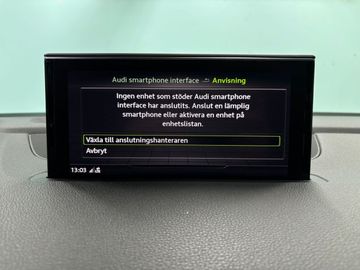 Audi smartphone interface Anvisning
Ingen enhet som stöder Audi smartphone
interface har anslutits. Anslut en lämplig
smartphone eller aktivera en enhet på
enhetslistan.
Växla till anslutningshanteraren
Avbryt
13:03